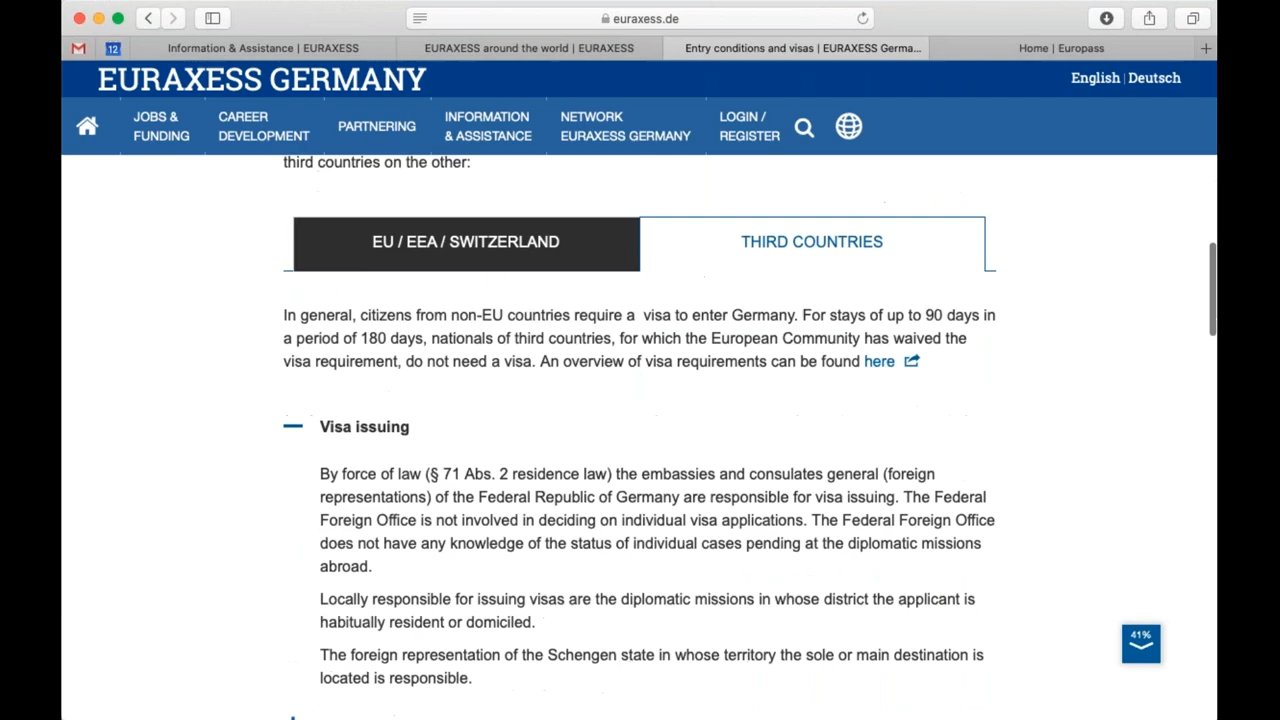 euraxess.de
12
Information & Assistance | EURAXESS
EURAXESS around the world | EURAXESS
Entry conditions and visas | EURAXESS Germa...
Home | Europass
EURAXESS GERMANY
English | Deutsch
JOBS &
FUNDING
CAREER
DEVELOPMENT
PARTNERING
INFORMATION
& ASSISTANCE
NETWORK
EURAXESS GERMANY
LOGIN /
REGISTER
third countries on the other:
EU / EEA / SWITZERLAND
THIRD COUNTRIES
In general, citizens from non-EU countries require a visa to enter Germany. For stays of up to 90 days in
a period of 180 days, nationals of third countries, for which the European Community has waived the
visa requirement, do not need a visa. An overview of visa requirements can be found here
Visa issuing
By force of law (§ 71 Abs. 2 residence law) the embassies and consulates general (foreign
representations) of the Federal Republic of Germany are responsible for visa issuing. The Federal
Foreign Office is not involved in deciding on individual visa applications. The Federal Foreign Office
does not have any knowledge of the status of individual cases pending at the diplomatic missions
abroad.
Locally responsible for issuing visas are the diplomatic missions in whose district the applicant is
habitually resident or domiciled.
The foreign representation of the Schengen state in whose territory the sole or main destination is
located is responsible.
41%